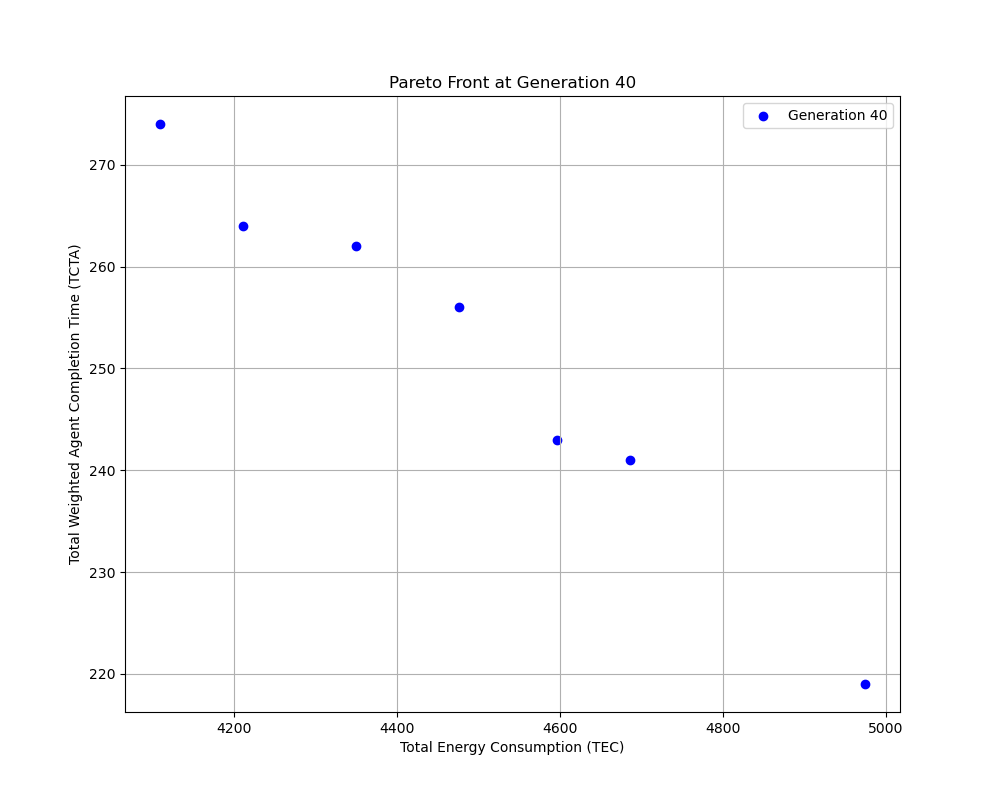 Pareto Front at Generation 40
Generation 40
Total Weighted Agent Completion Time (TCTA)
270
260
250
240
230
220
4200
4400
4600
4800
5000
Total Energy Consumption (TEC)